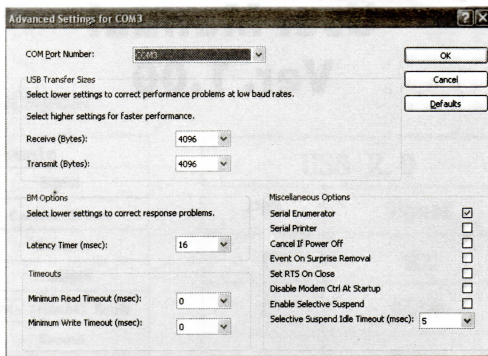 Advanced Settings for COM3
COM Port Number: COM3
OK
USB Transfer Sizes
Cancel
Select lower settings to correct performance problems at low baud rates.
Defaults
Select higher settings for faster performance.
Receive (Bytes): 4096
Transmit (Bytes): 4096
BM Options
Select lower settings to correct response problems.
Latency Timer (msec): 16
Timeouts
Minimum Read Timeout (msec): 0
Minimum Write Timeout (msec): 0
Miscellaneous Options
Serial Enumerator
Serial Printer
Cancel If Power Off
Event On Surprise Removal
Set RTS On Close
Disable Modem Ctrl At Startup
Enable Selective Suspend
Selective Suspend Idle Timeout (msec): 5